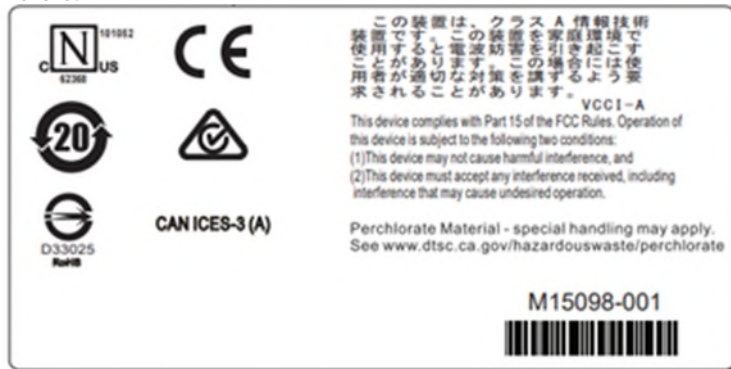 N
101052
C US
62368
CE
20
D33025
RoHS
CAN ICES-3 (A)
この装置は、クラスA情報技術
装置です。この装置を家庭環境で
使用すると電波妨害を引き起こす
ことがあります。この場合には使
用者が適切な対策を講ずるよう要
求されることがあります。
VCCI-A
This device complies with Part 15 of the FCC Rules. Operation of
this device is subject to the following two conditions:
(1)This device may not cause harmful interference, and
(2)This device must accept any interference received, including
interference that may cause undesired operation.
Perchlorate Material - special handling may apply.
See www.dtsc.ca.gov/hazardouswaste/perchlorate
M15098-001